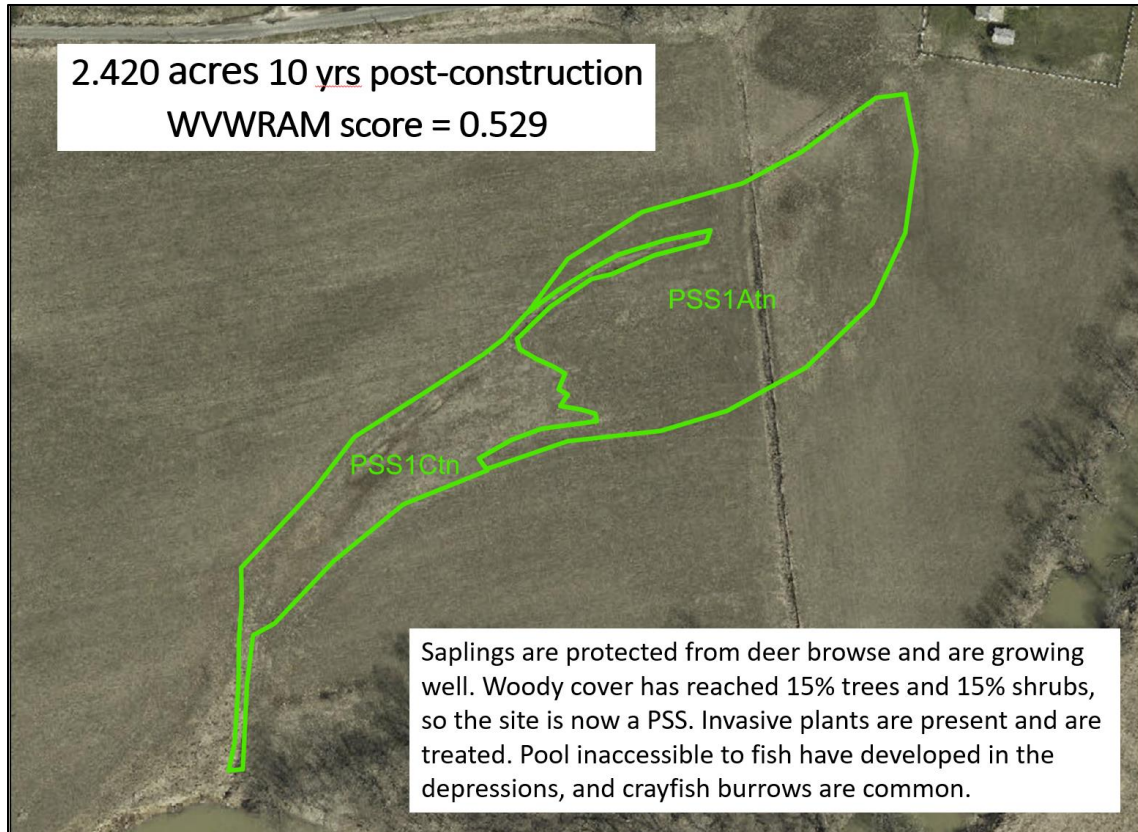 2.420 acres 10 yrs post-construction
WVWRAM score = 0.529
PSS1Atn
PSS1Ctn
Saplings are protected from deer browse and are growing
well. Woody cover has reached 15% trees and 15% shrubs,
so the site is now a PSS. Invasive plants are present and are
treated. Pool inaccessible to fish have developed in the
depressions, and crayfish burrows are common.